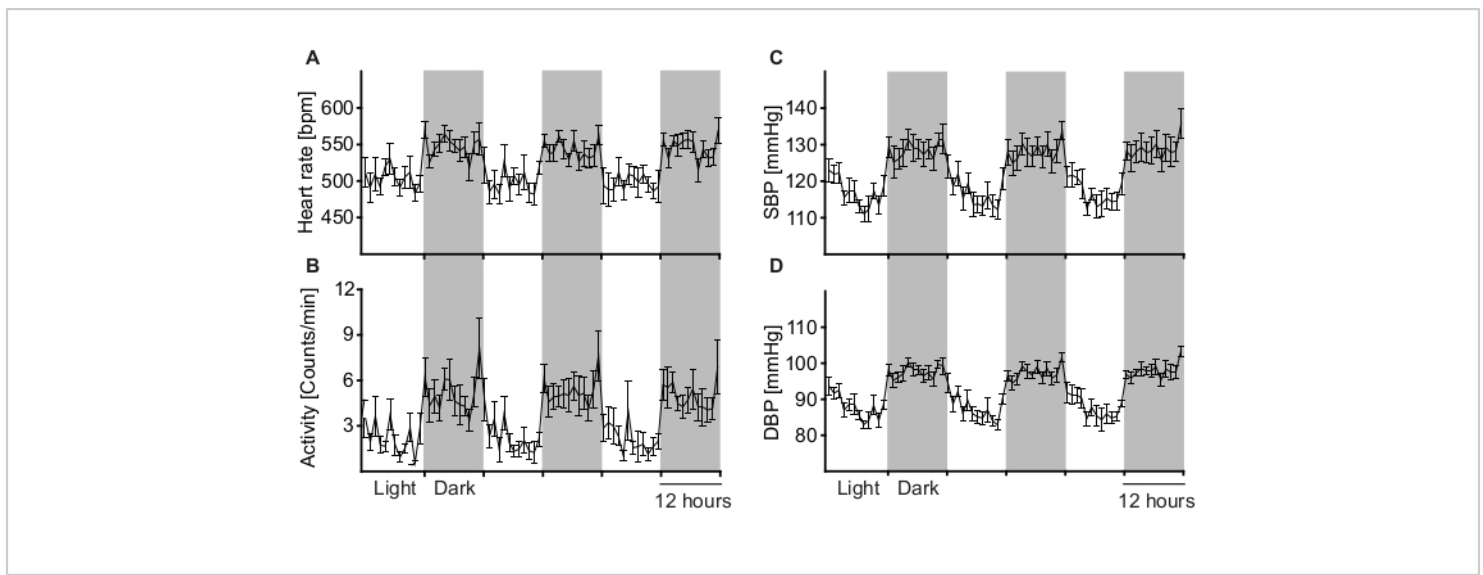 A
Heart rate [bpm]
600
550
500
450
B
Activity [Counts/min]
12
9
6
3
Light Dark
12 hours
C
SBP [mmHg]
140
130
120
110
D
DBP [mmHg]
110
100
90
80
Light Dark
12 hours